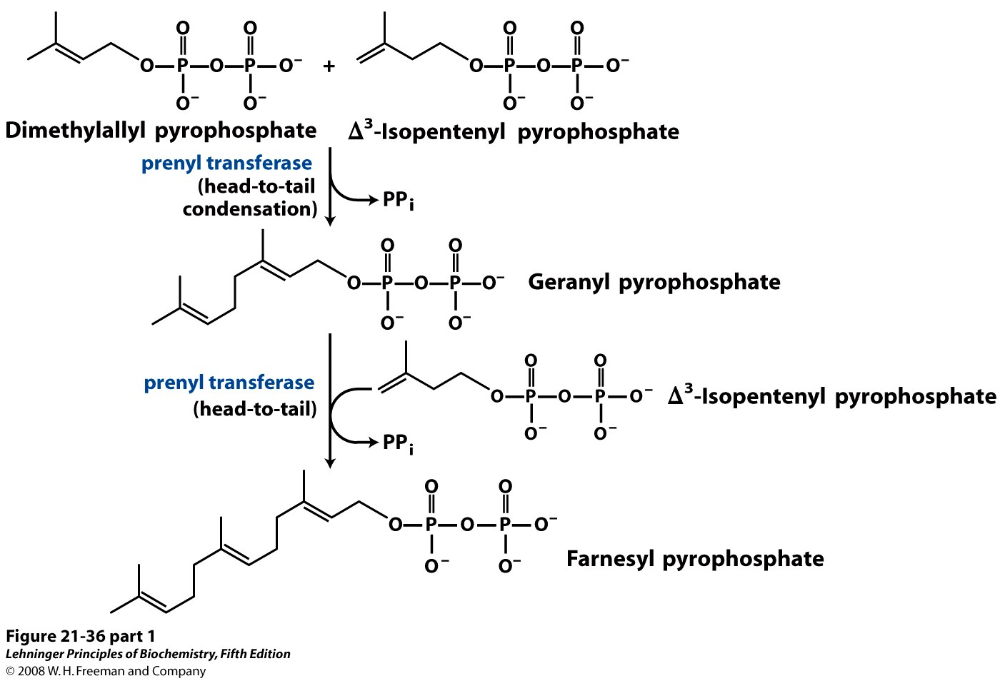 O O O O
O–P–O–P–O⁻ + O–P–O–P–O⁻
O⁻ O⁻ O⁻ O⁻
Dimethylallyl pyrophosphate Δ³-Isopentenyl pyrophosphate
prenyl transferase
(head-to-tail
condensation)
PPi
O O
O–P–O–P–O⁻
O⁻ O⁻
Geranyl pyrophosphate
prenyl transferase
(head-to-tail)
O O
O–P–O–P–O⁻
O⁻ O⁻
Δ³-Isopentenyl pyrophosphate
PPi
O O
O–P–O–P–O⁻
O⁻ O⁻
Farnesyl pyrophosphate
Figure 21-36 part 1
Lehninger Principles of Biochemistry, Fifth Edition
© 2008 W. H. Freeman and Company